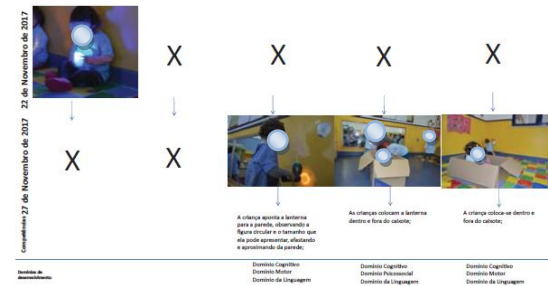 22 de Novembro de 2017
X
X
X
X
Competências 27 de Novembro de 2017
X
X
A criança aponta a lanterna
para a parede, observando a
figura circular e o tamanho que
ela pode apresentar, afastando
e aproximando da parede;
As crianças colocam a lanterna
dentro e fora do caixote;
A criança coloca-se dentro e
fora do caixote;
Domínios de
desenvolvimento
Domínio Cognitivo
Domínio Motor
Domínio da Linguagem
Domínio Cognitivo
Domínio Psicossocial
Domínio da Linguagem
Domínio Cognitivo
Domínio Motor
Domínio da Linguagem